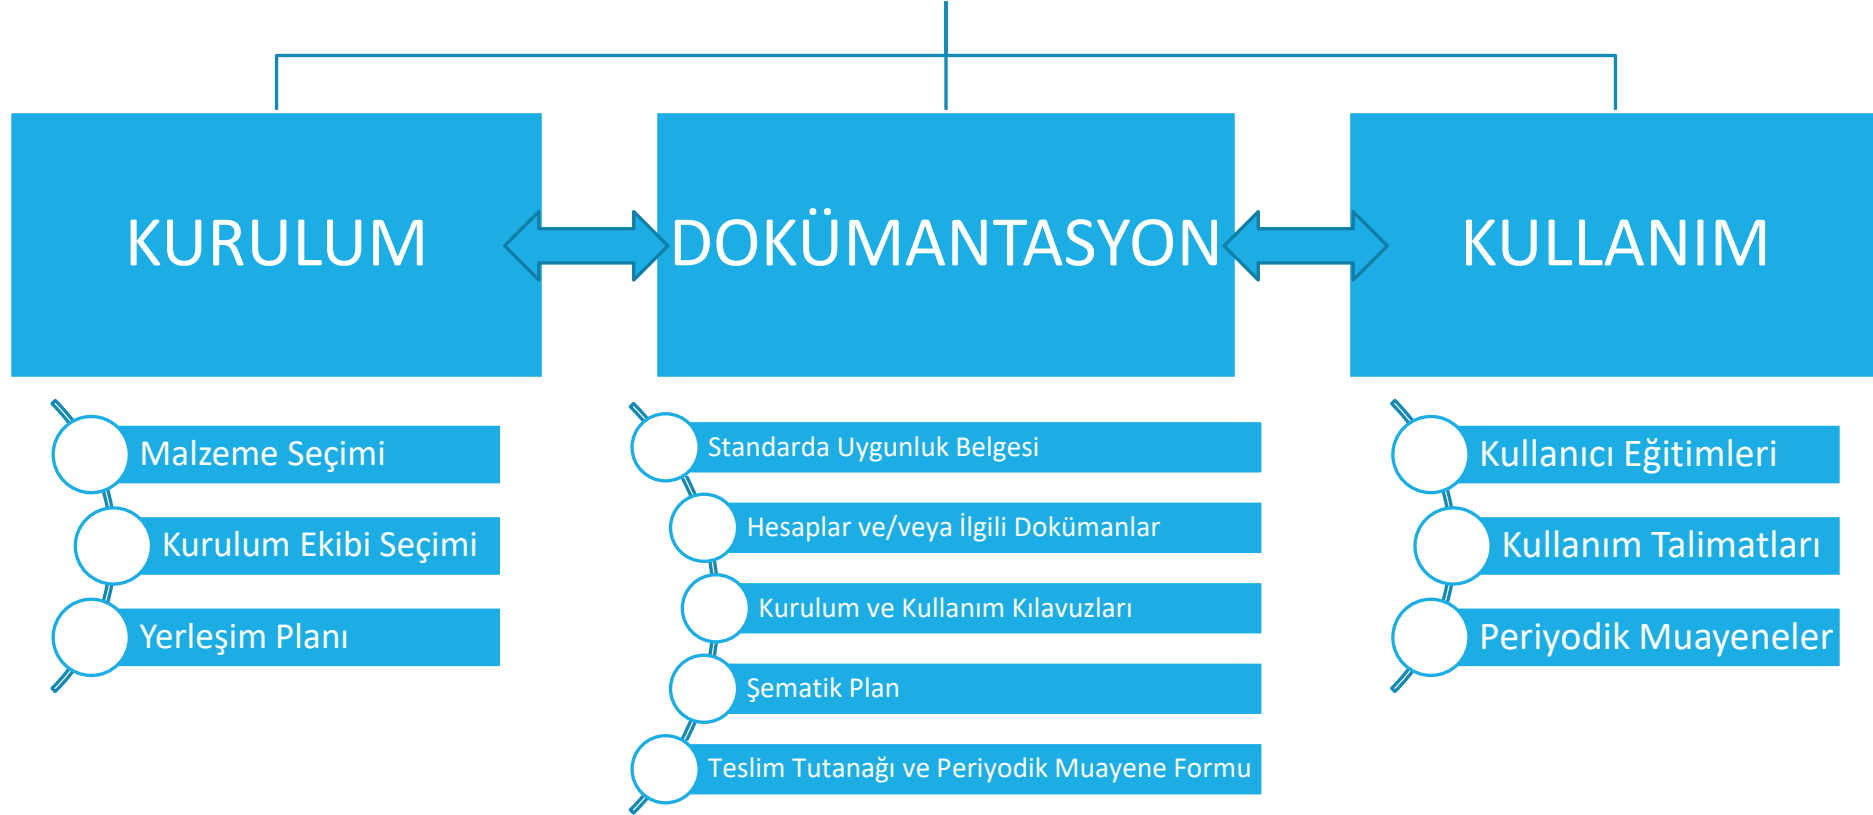 KURULUM
DOKÜMANTASYON
KULLANIM
Malzeme Seçimi
Kurulum Ekibi Seçimi
Yerleşim Planı
Standarda Uygunluk Belgesi
Hesaplar ve/veya İlgili Dokümanlar
Kurulum ve Kullanım Kılavuzları
Şematik Plan
Teslim Tutanağı ve Periyodik Muayene Formu
Kullanıcı Eğitimleri
Kullanım Talimatları
Periyodik Muayeneler